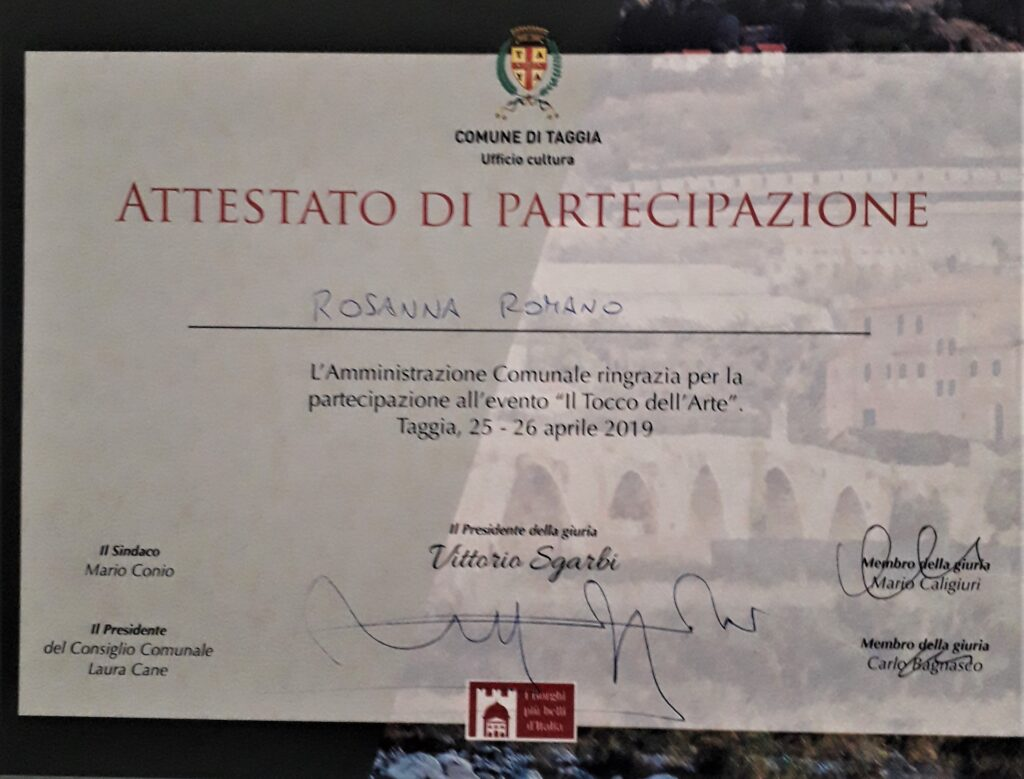 T A
T A
COMUNE DI TAGGIA
Ufficio cultura
ATTESTATO DI PARTECIPAZIONE
ROSANNA ROMANO
L'Amministrazione Comunale ringrazia per la
partecipazione all'evento "Il Tocco dell'Arte".
Taggia, 25 - 26 aprile 2019
Il Sindaco
Mario Conio
Il Presidente
del Consiglio Comunale
Laura Cane
Il Presidente della giuria
Vittorio Sgarbi
Membro della giuria
Mario Caligiuri
Membro della giuria
Carlo Bagnasco
I Borghi
più belli
d'Italia